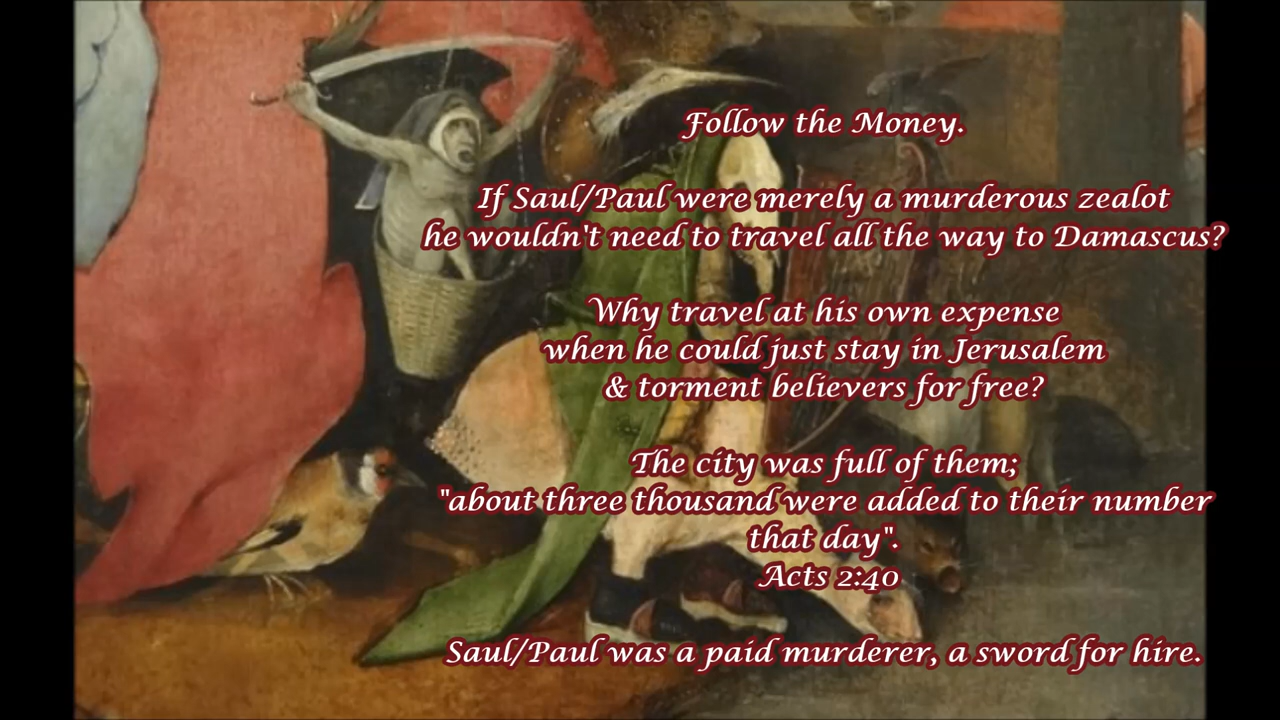 Follow the Money.
If Saul/Paul were merely a murderous zealot
he wouldn't need to travel all the way to Damascus?
Why travel at his own expense
when he could just stay in Jerusalem
& torment believers for free?
The city was full of them;
"about three thousand were added to their number
that day".
Acts 2:40
Saul/Paul was a paid murderer, a sword for hire.